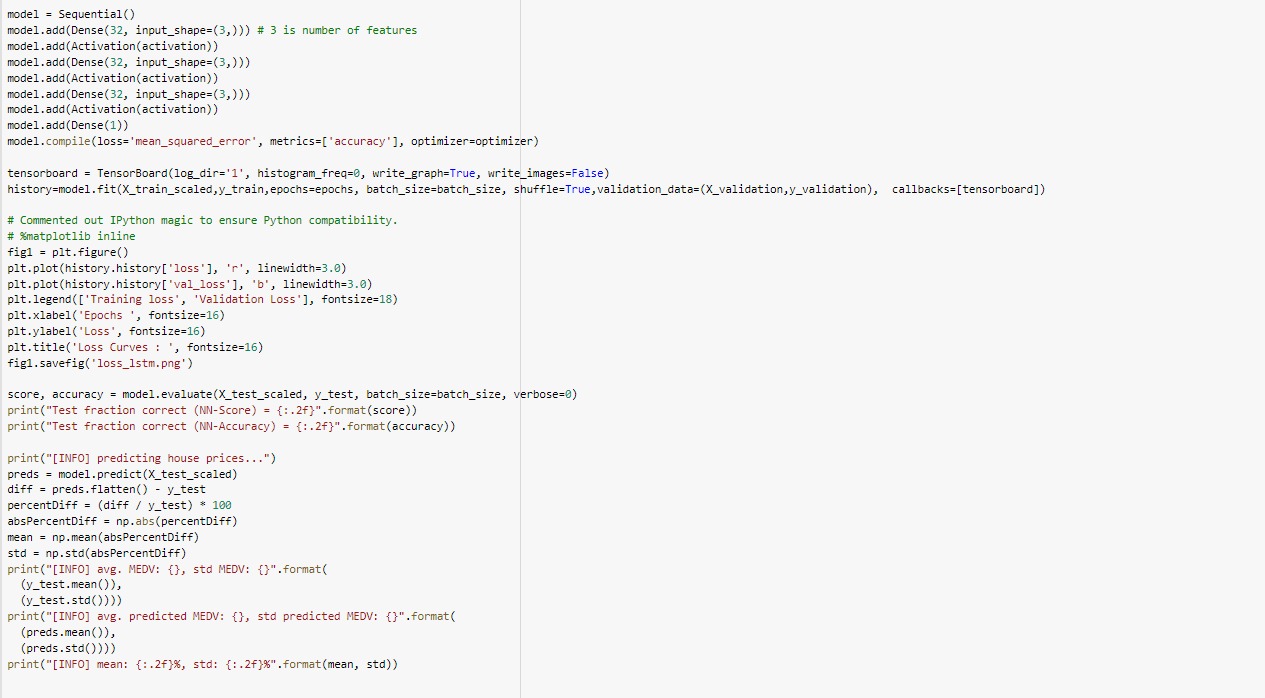 model = Sequential()
model.add(Dense(32, input_shape=(3,))) # 3 is number of features
model.add(Activation(activation))
model.add(Dense(32, input_shape=(3,)))
model.add(Activation(activation))
model.add(Dense(32, input_shape=(3,)))
model.add(Activation(activation))
model.add(Dense(1))
model.compile(loss='mean_squared_error', metrics=['accuracy'], optimizer=optimizer)
tensorboard = TensorBoard(log_dir='1', histogram_freq=0, write_graph=True, write_images=False)
history=model.fit(X_train_scaled,y_train,epochs=epochs, batch_size=batch_size, shuffle=True,validation_data=(X_validation,y_validation),  callbacks=[tensorboard])
# Commented out IPython magic to ensure Python compatibility.
# %matplotlib inline
fig1 = plt.figure()
plt.plot(history.history['loss'], 'r', linewidth=3.0)
plt.plot(history.history['val_loss'], 'b', linewidth=3.0)
plt.legend(['Training loss', 'Validation Loss'], fontsize=18)
plt.xlabel('Epochs ', fontsize=16)
plt.ylabel('Loss', fontsize=16)
plt.title('Loss Curves : ', fontsize=16)
fig1.savefig('loss_lstm.png')
score, accuracy = model.evaluate(X_test_scaled, y_test, batch_size=batch_size, verbose=0)
print("Test fraction correct (NN-Score) = {:.2f}".format(score))
print("Test fraction correct (NN-Accuracy) = {:.2f}".format(accuracy))
print("[INFO] predicting house prices...")
preds = model.predict(X_test_scaled)
diff = preds.flatten() - y_test
percentDiff = (diff / y_test) * 100
absPercentDiff = np.abs(percentDiff)
mean = np.mean(absPercentDiff)
std = np.std(absPercentDiff)
print("[INFO] avg. MEDV: {}, std MEDV: {}".format(
  (y_test.mean()),
  (y_test.std())))
print("[INFO] avg. predicted MEDV: {}, std predicted MEDV: {}".format(
  (preds.mean()),
  (preds.std())))
print("[INFO] mean: {:.2f}%, std: {:.2f}%".format(mean, std))